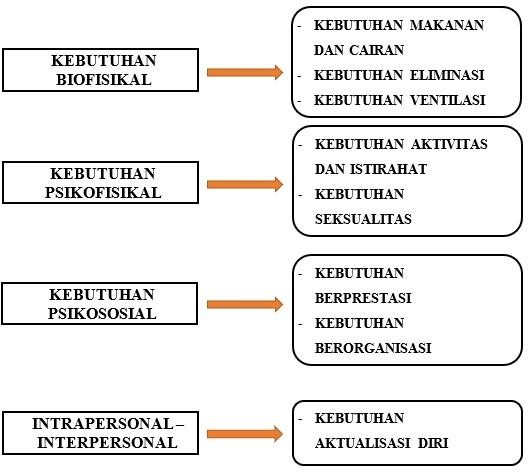 KEBUTUHAN
BIOFISIKAL
- KEBUTUHAN MAKANAN
DAN CAIRAN
- KEBUTUHAN ELIMINASI
- KEBUTUHAN VENTILASI
KEBUTUHAN
PSIKOFISIKAL
- KEBUTUHAN AKTIVITAS
DAN ISTIRAHAT
- KEBUTUHAN
SEKSUALITAS
KEBUTUHAN
PSIKOSOSIAL
- KEBUTUHAN
BERPRESTASI
- KEBUTUHAN
BERORGANISASI
INTRAPERSONAL –
INTERPERSONAL
- KEBUTUHAN
AKTUALISASI DIRI